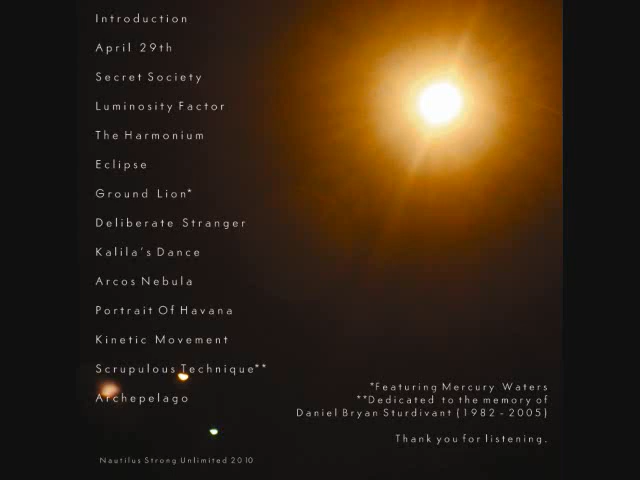 Introduction
April 29th
Secret Society
Luminosity Factor
The Harmonium
Eclipse
Ground Lion*
Deliberate Stranger
Kalila's Dance
Arcos Nebula
Portrait Of Havana
Kinetic Movement
Scrupulous Technique**
Archepelago
*Featuring Mercury Waters
**Dedicated to the memory of
Daniel Bryan Sturdivant (1982 - 2005)
Thank you for listening.
Nautilus Strong Unlimited 2010